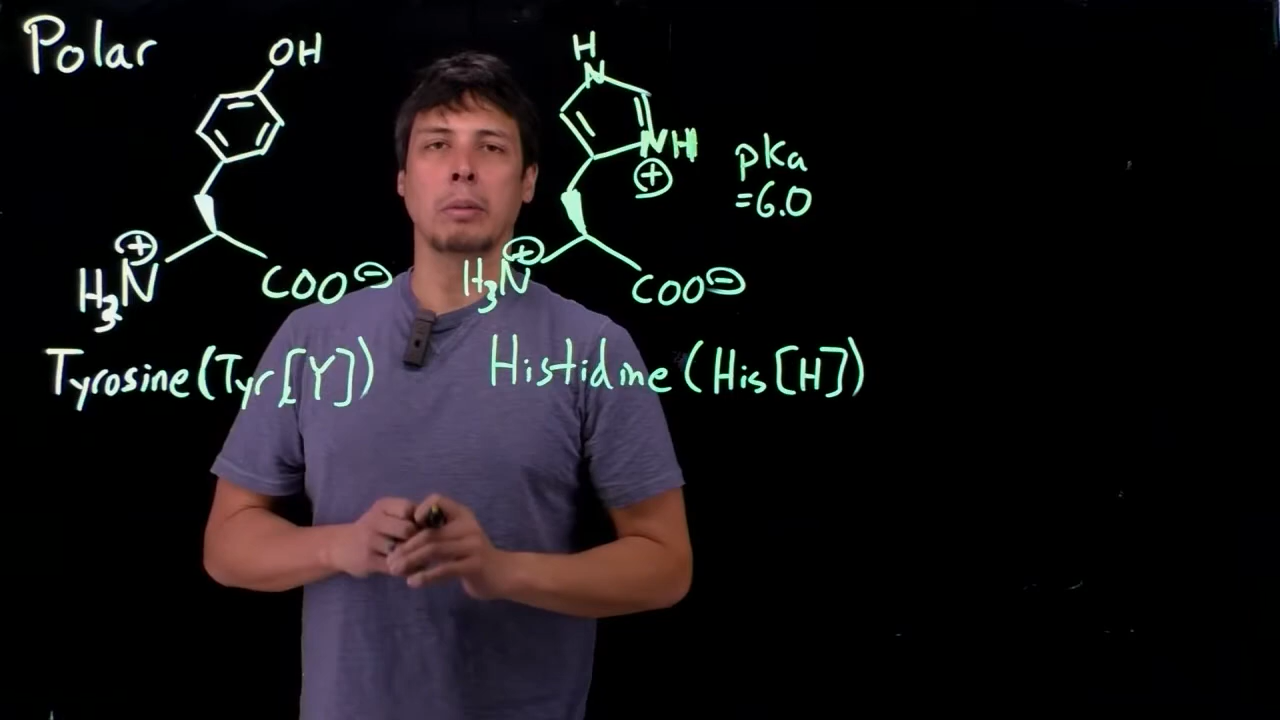 Polar
OH
H
N
NH
⊕
pKa
=6.0
⊕
H₃N
COO⊖
⊕
H₃N
COO⊖
Tyrosine (Tyr [Y])
Histidine (His [H])